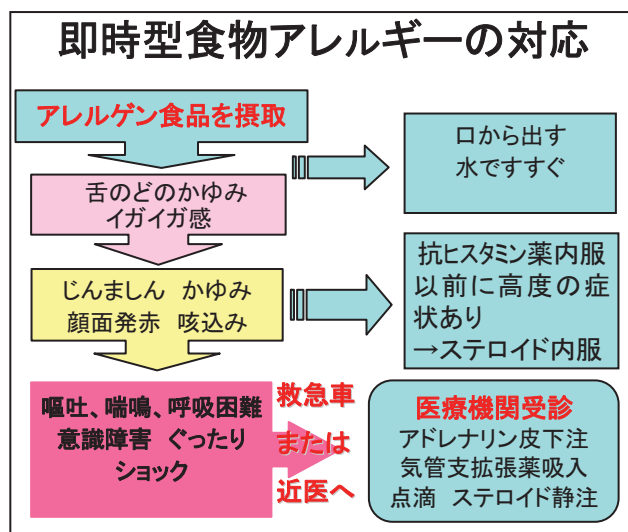 即時型食物アレルギーの対応
アレルゲン食品を摂取
口から出す
水ですすぐ
舌のどのかゆみ
イガイガ感
じんましん かゆみ
顔面発赤 咳込み
抗ヒスタミン薬内服
以前に高度の症
状あり
→ステロイド内服
嘔吐、喘鳴、呼吸困難
意識障害 ぐったり
ショック
救急車
または
近医へ
医療機関受診
アドレナリン皮下注
気管支拡張薬吸入
点滴 ステロイド静注